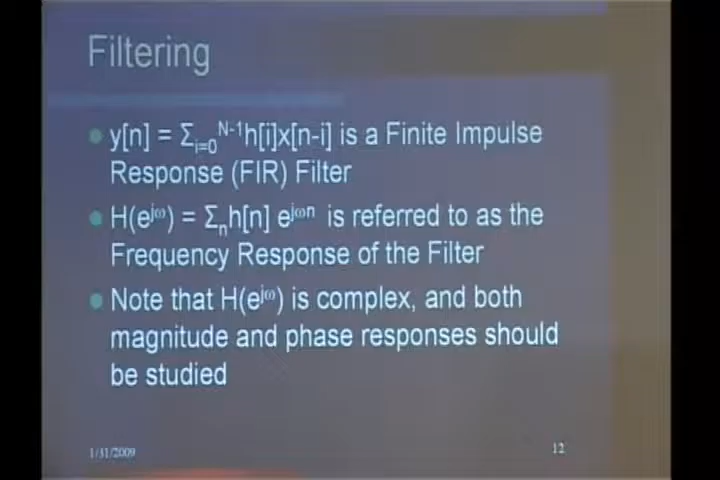 Filtering
y[n] = Σi=0N-1h[i]x[n-i] is a Finite Impulse
Response (FIR) Filter
H(ejω) = Σnh[n] ejωn is referred to as the
Frequency Response of the Filter
Note that H(ejω) is complex, and both
magnitude and phase responses should
be studied
1/31/2009
12